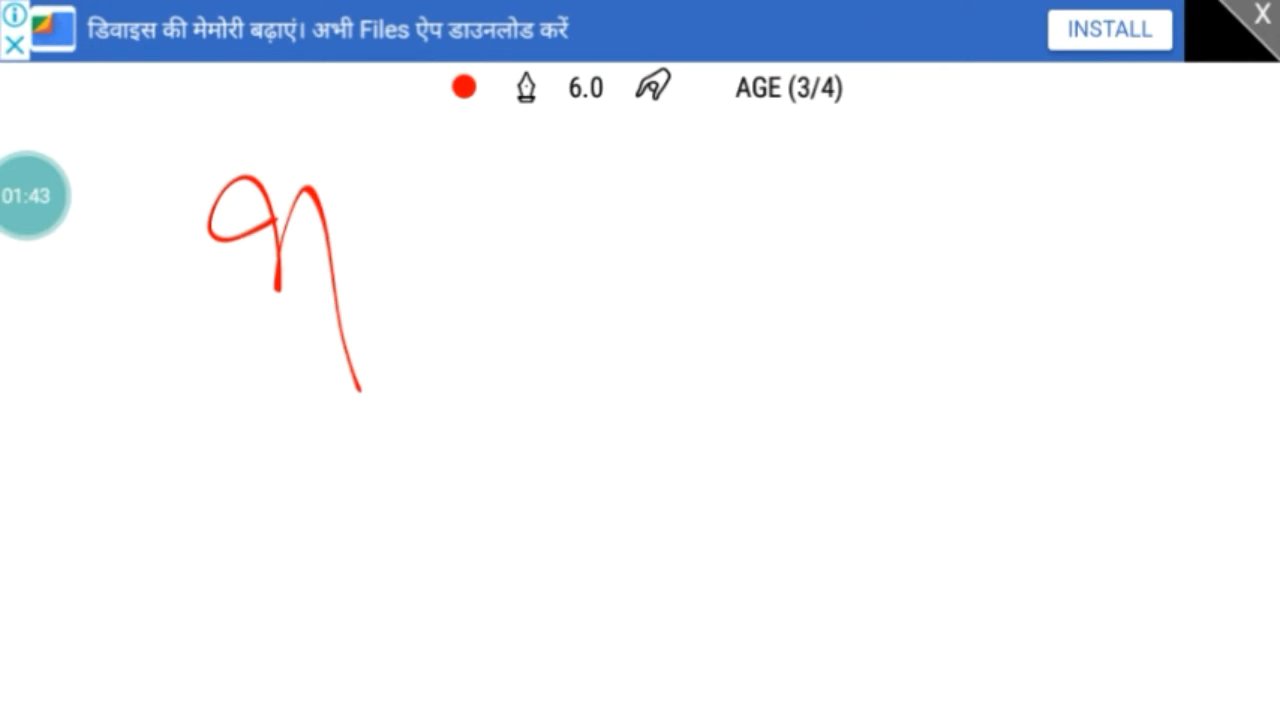 डिवाइस की मेमोरी बढ़ाएं। अभी Files ऐप डाउनलोड करें
INSTALL
X
6.0
AGE (3/4)
01:43